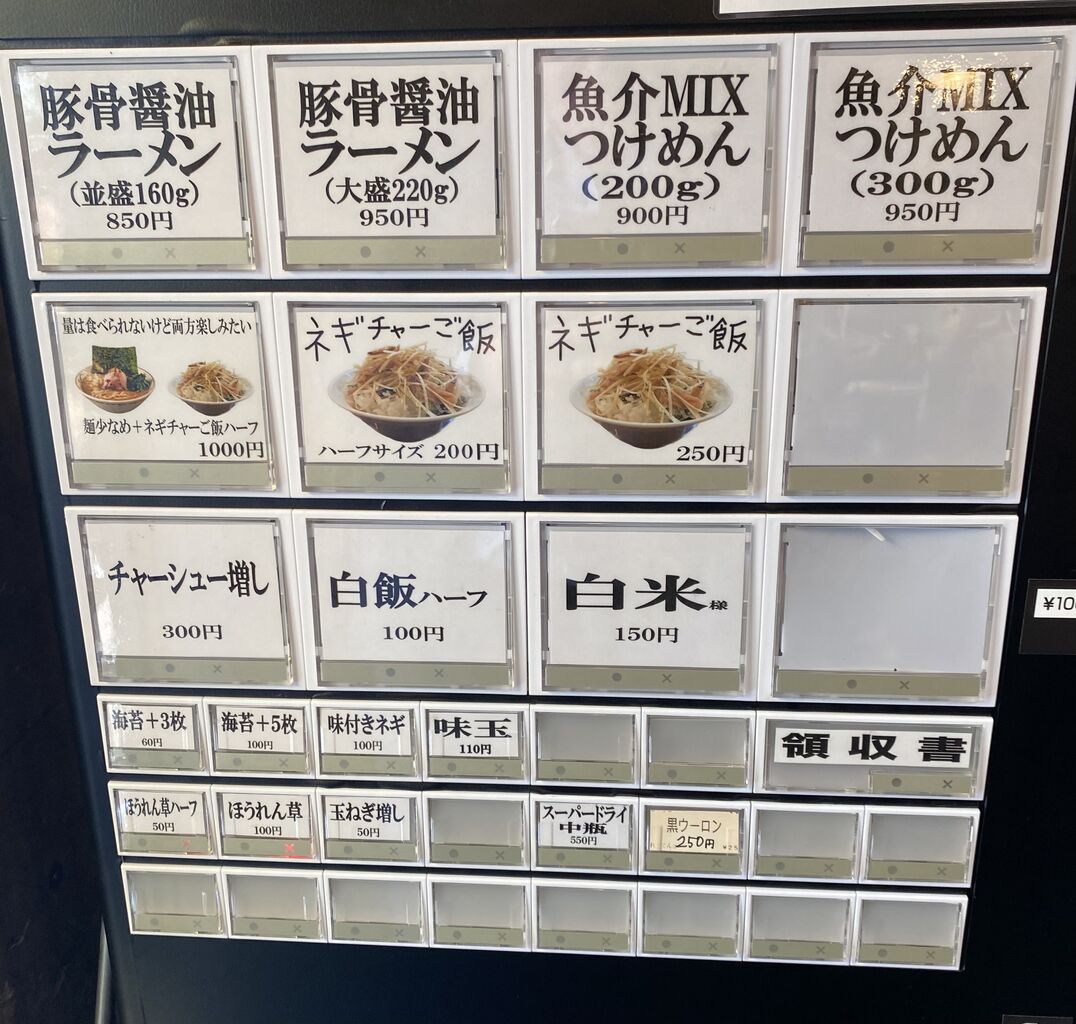 豚骨醤油
ラーメン
(並盛160g)
850円
豚骨醤油
ラーメン
(大盛220g)
950円
魚介MIX
つけめん
(200g)
900円
魚介MIX
つけめん
(300g)
950円
量は食べられないけど両方楽しみたい
麺少なめ+ネギチャーご飯ハーフ
1000円
ネギチャーご飯
ハーフサイズ 200円
ネギチャーご飯
250円
チャーシュー増し
300円
白飯ハーフ
100円
白米様
150円
¥10
海苔+3枚
60円
海苔+5枚
100円
味付きネギ
100円
味玉
110円
領収書
ほうれん草ハーフ
50円
ほうれん草
100円
玉ねぎ増し
50円
スーパードライ
中瓶
550円
黒ウーロン
250円